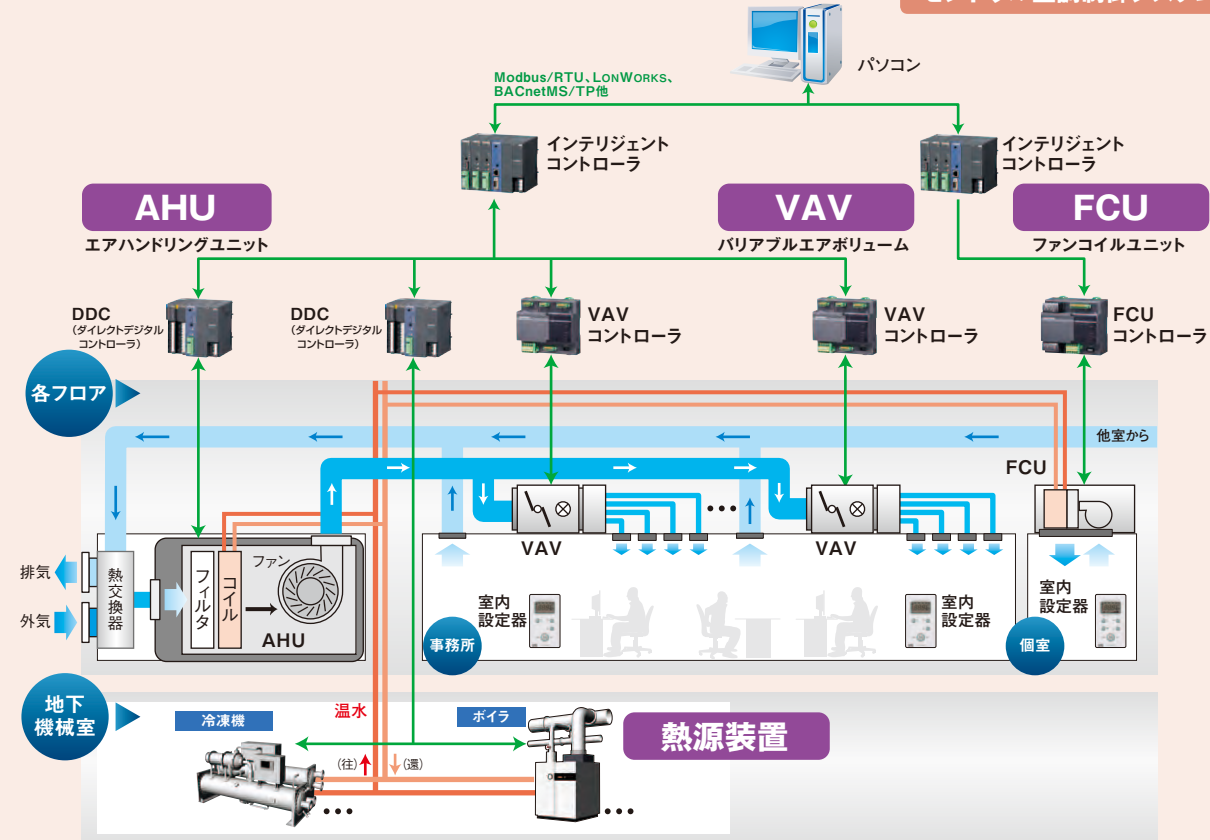 パソコン
Modbus/RTU、LONWORKS、
BACnetMS/TP他
インテリジェント
コントローラ
インテリジェント
コントローラ
AHU
エアハンドリングユニット
VAV
バリアブルエアボリューム
FCU
ファンコイルユニット
DDC
（ダイレクトデジタル
コントローラ）
DDC
（ダイレクトデジタル
コントローラ）
VAV
コントローラ
VAV
コントローラ
FCU
コントローラ
各フロア
他室から
FCU
VAV
•••
VAV
排気
外気
熱交換器
フィルタ
コイル
ファン
AHU
事務所
室内
設定器
室内
設定器
個室
室内
設定器
地下
機械室
冷凍機
温水
ボイラ
熱源装置
（往）
（還）
•••
•••